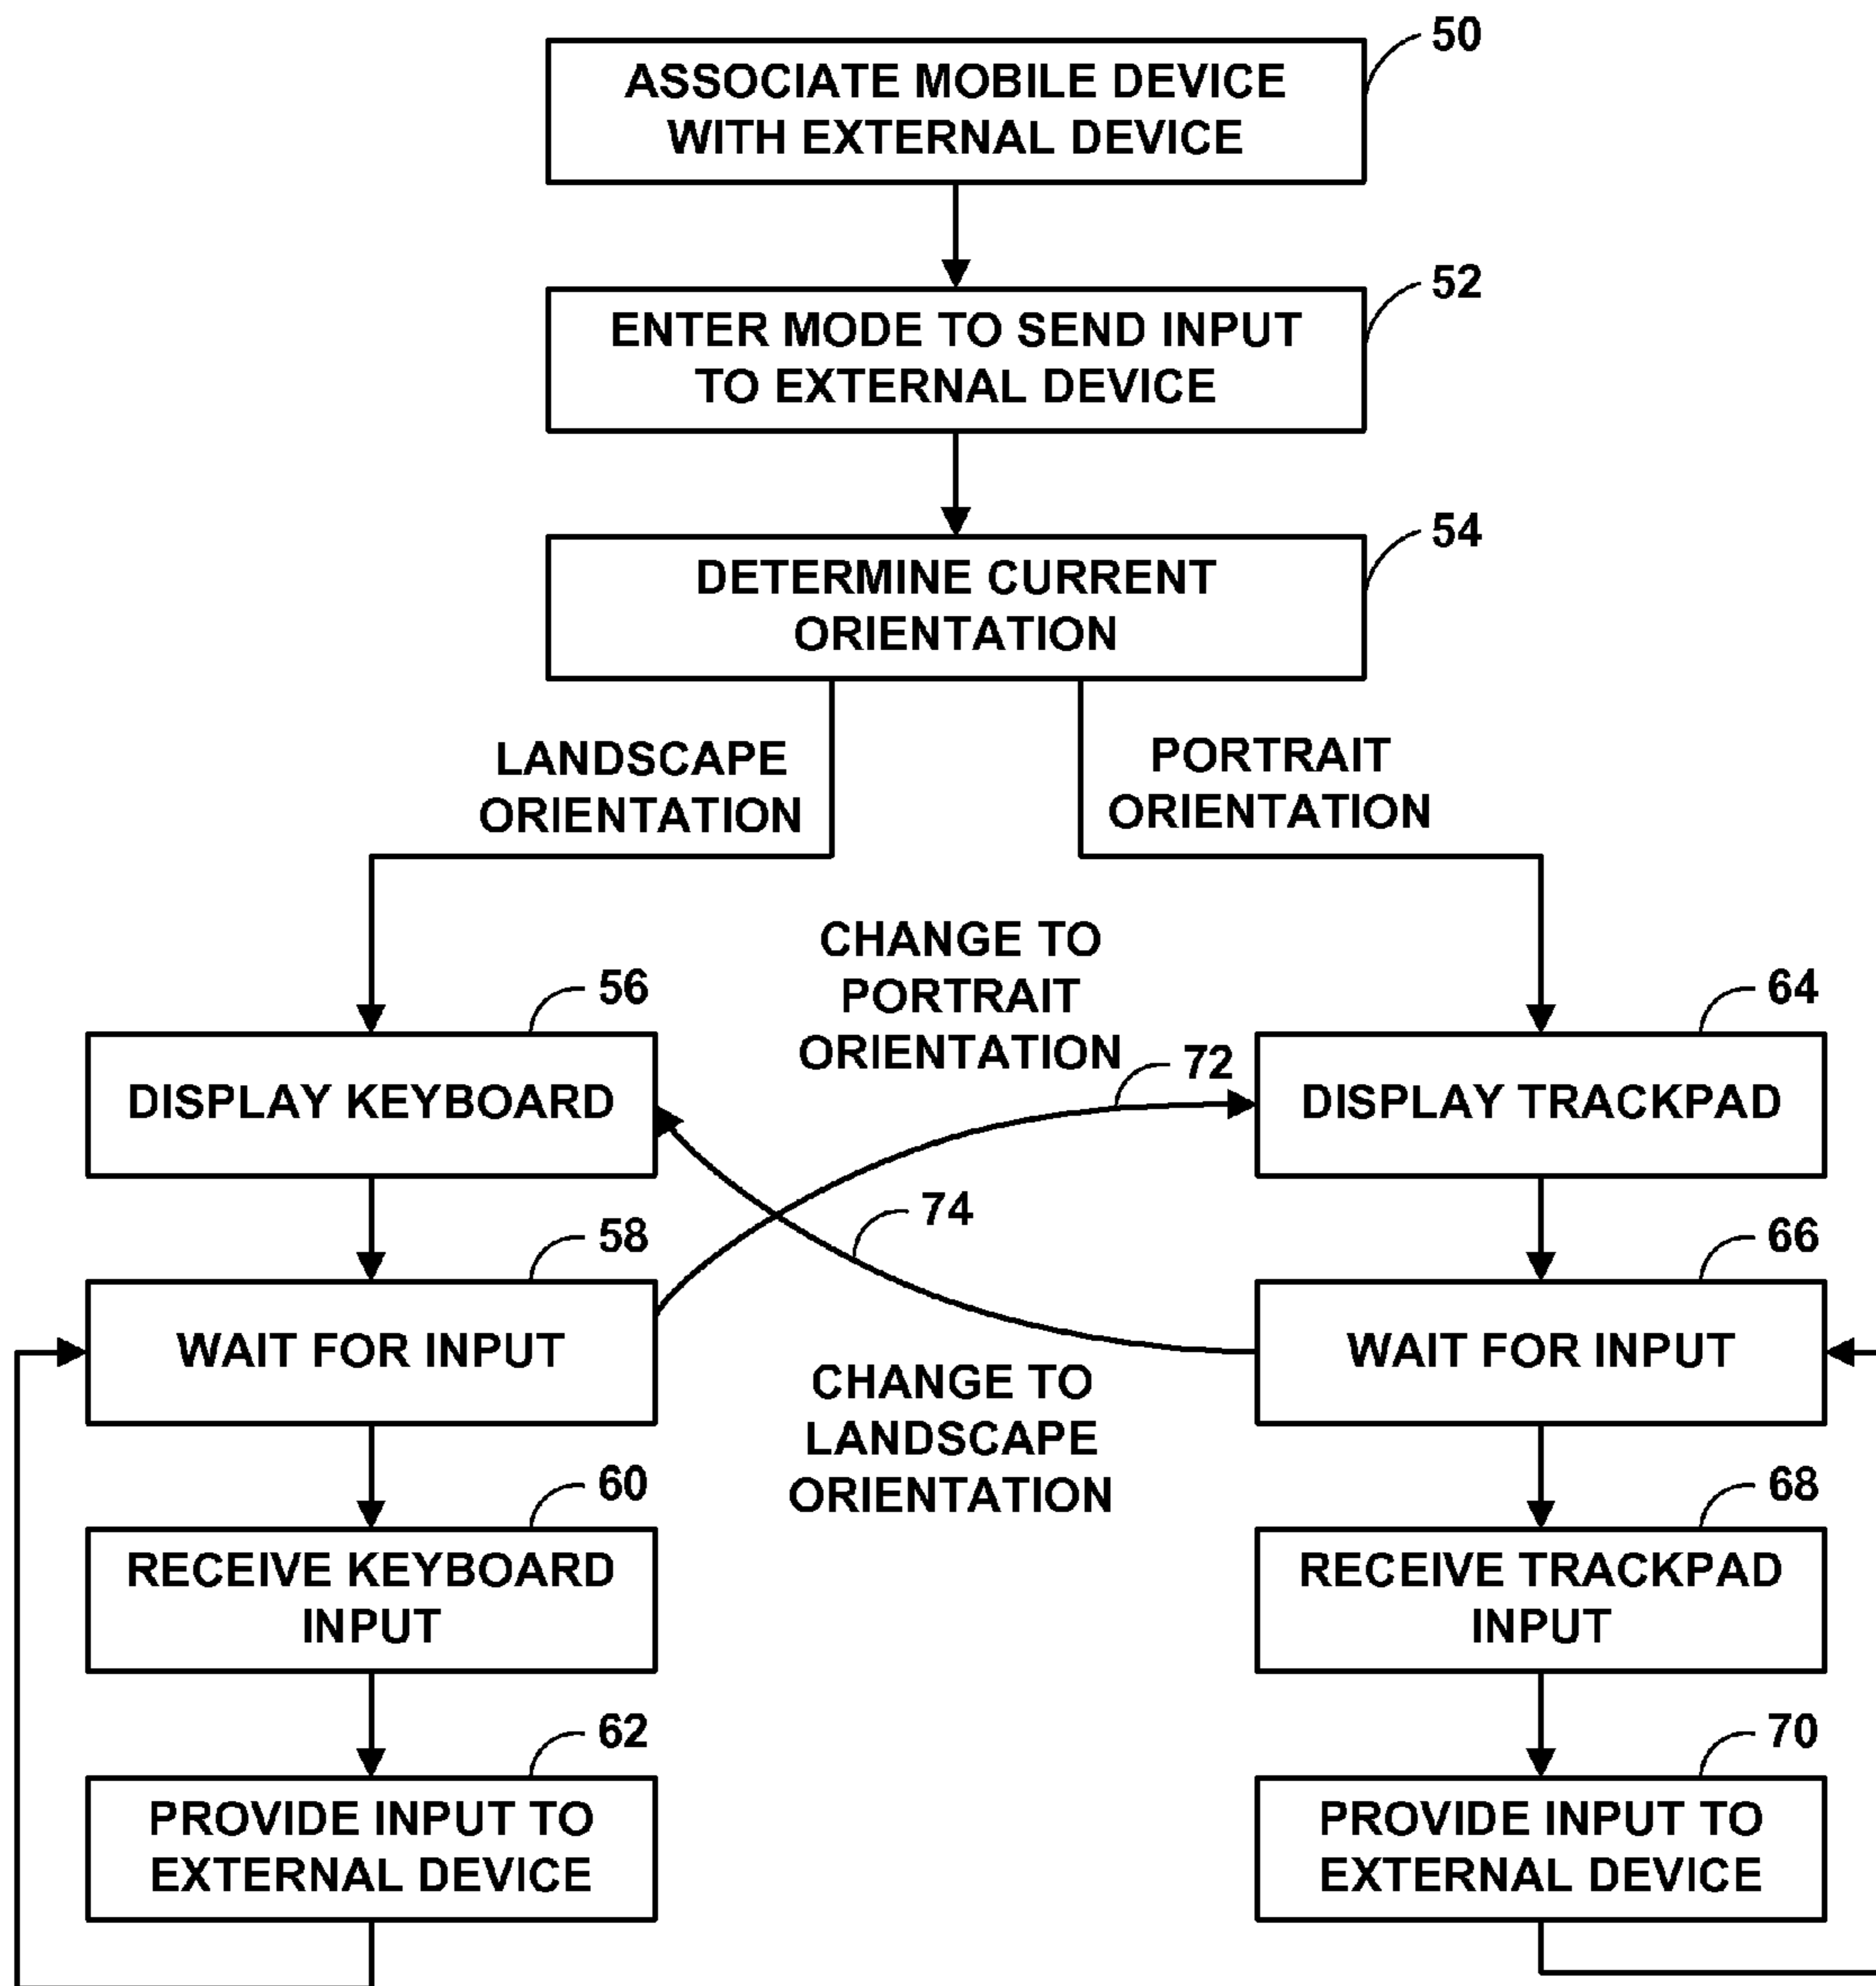 50
ASSOCIATE MOBILE DEVICE
WITH EXTERNAL DEVICE
52
ENTER MODE TO SEND INPUT
TO EXTERNAL DEVICE
54
DETERMINE CURRENT
ORIENTATION
LANDSCAPE
ORIENTATION
PORTRAIT
ORIENTATION
CHANGE TO
PORTRAIT
ORIENTATION
72
56
DISPLAY KEYBOARD
64
DISPLAY TRACKPAD
74
58
WAIT FOR INPUT
66
WAIT FOR INPUT
CHANGE TO
LANDSCAPE
ORIENTATION
60
RECEIVE KEYBOARD
INPUT
68
RECEIVE TRACKPAD
INPUT
62
PROVIDE INPUT TO
EXTERNAL DEVICE
70
PROVIDE INPUT TO
EXTERNAL DEVICE